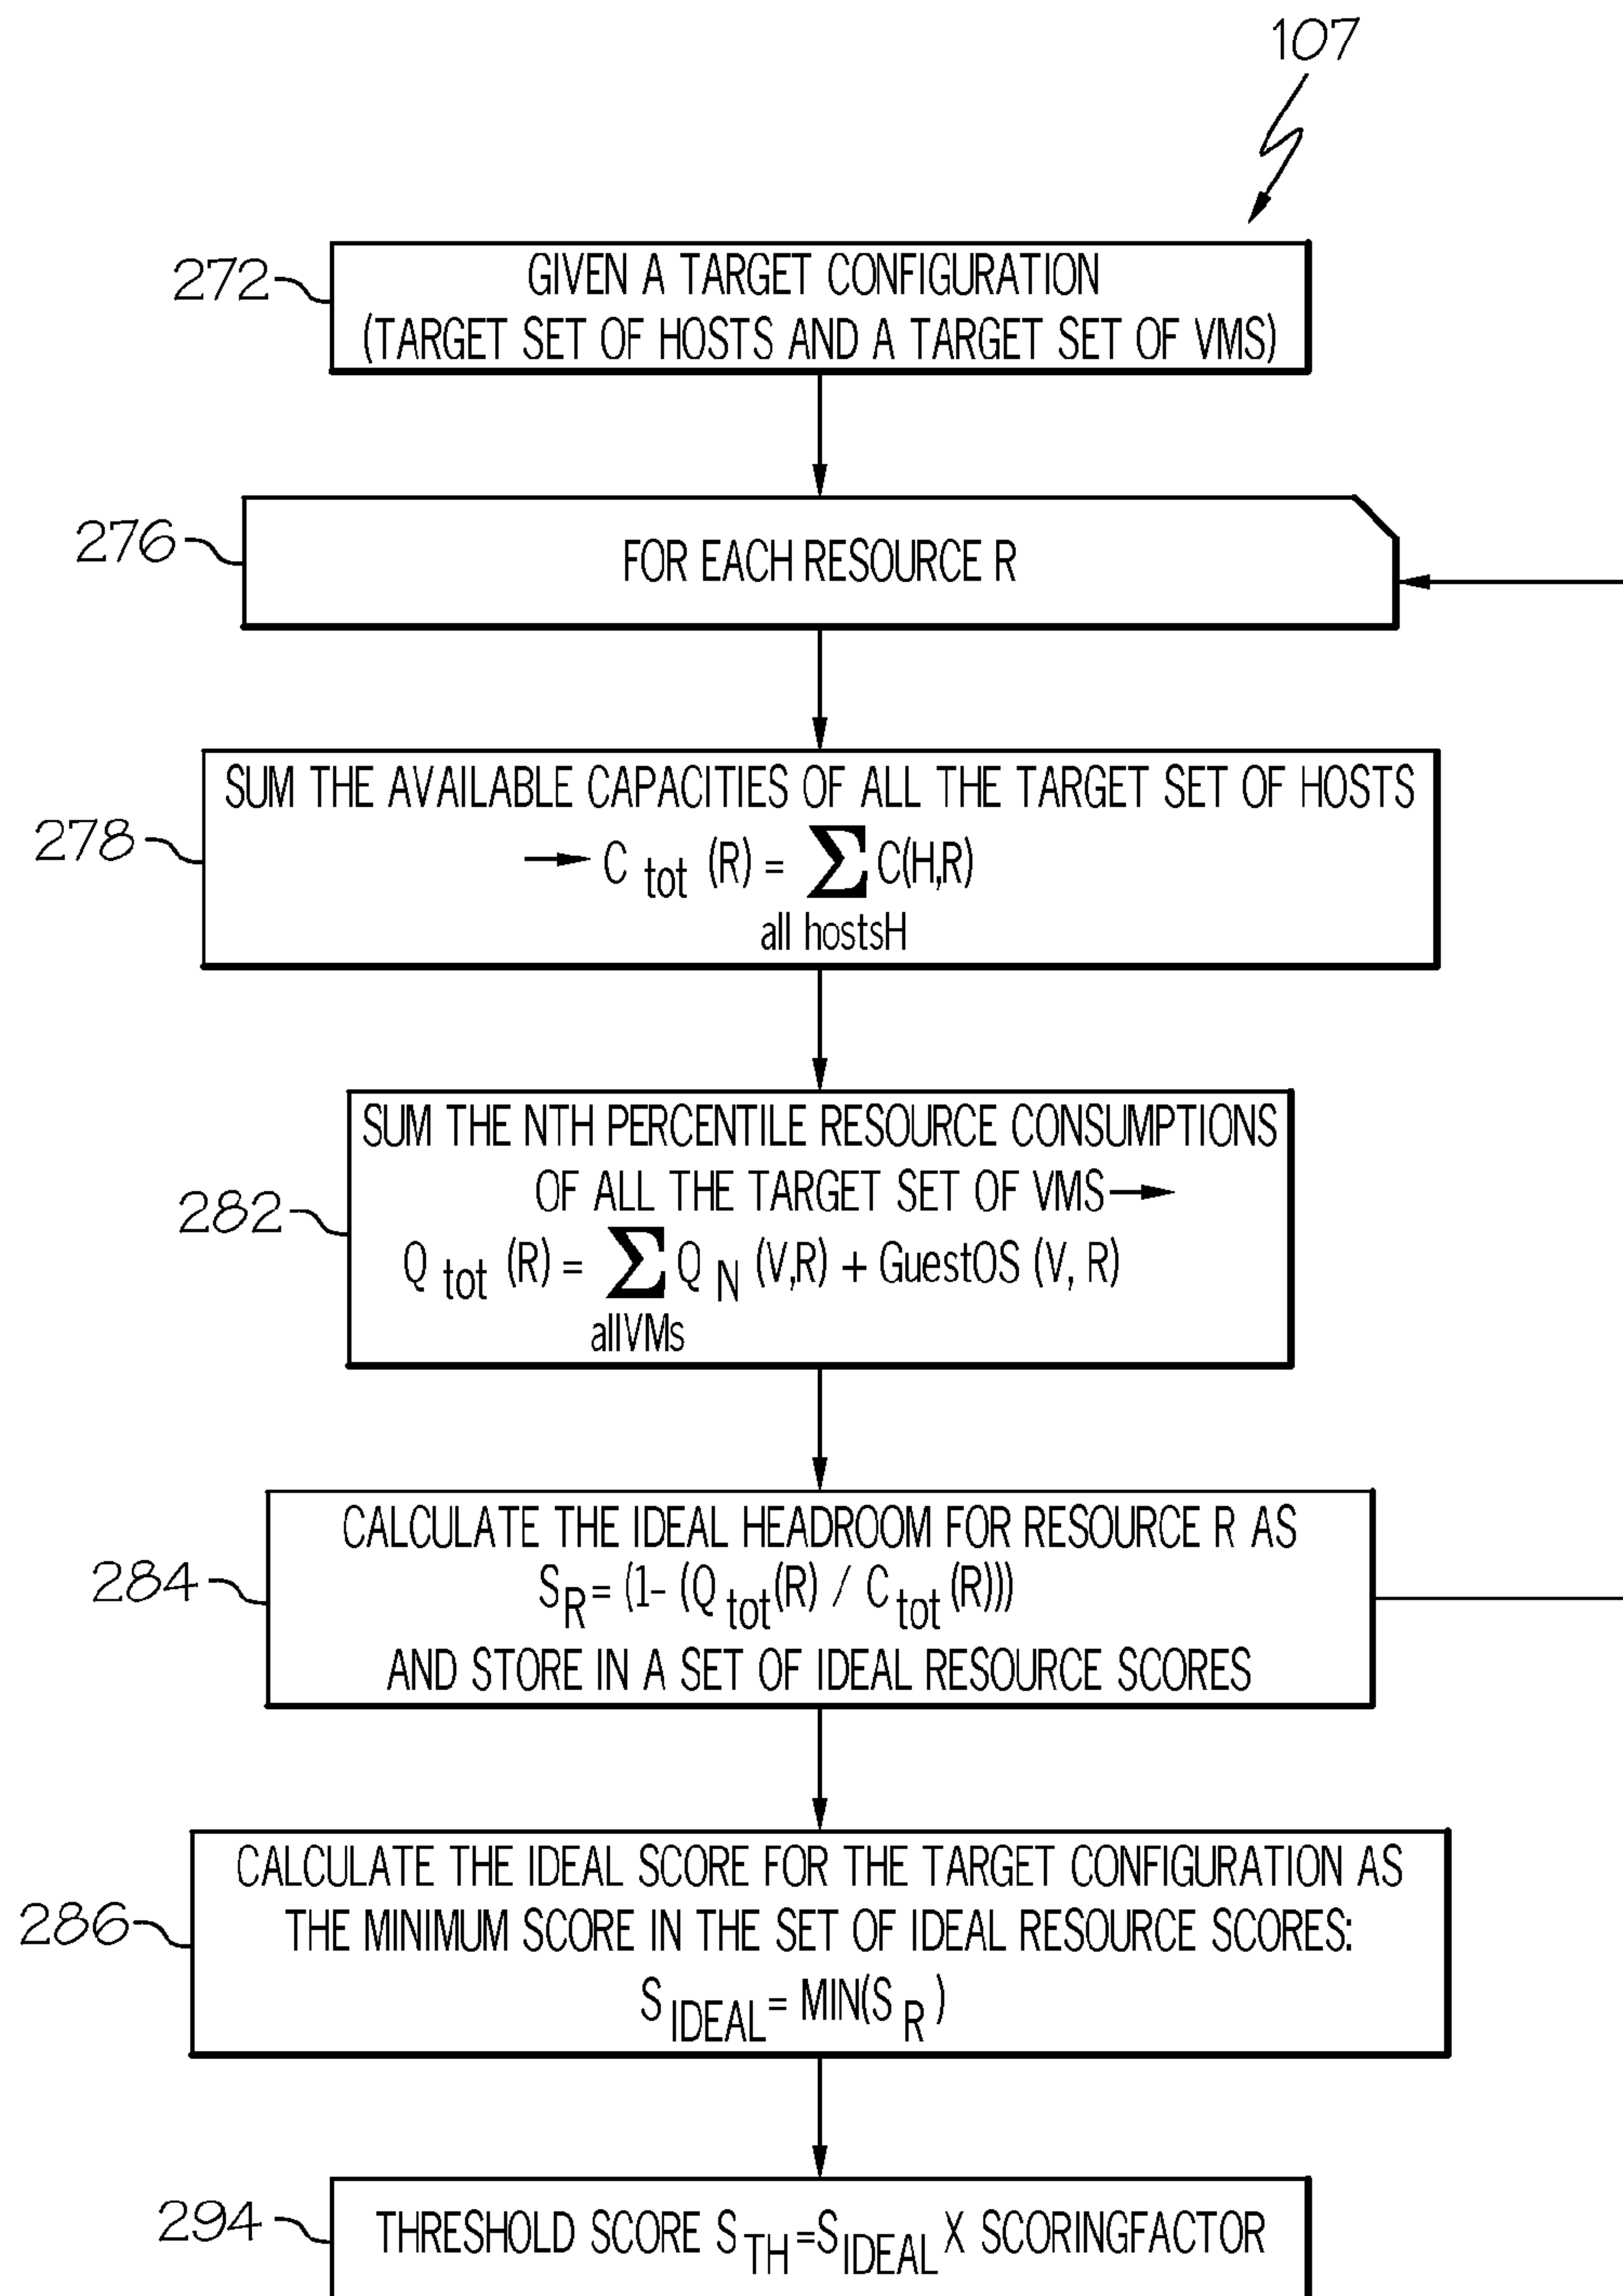 107
272
GIVEN A TARGET CONFIGURATION
(TARGET SET OF HOSTS AND A TARGET SET OF VMS)
276
FOR EACH RESOURCE R
278
SUM THE AVAILABLE CAPACITIES OF ALL THE TARGET SET OF HOSTS
→ C tot (R) = Σ C(H,R)
all hostsH
282
SUM THE NTH PERCENTILE RESOURCE CONSUMPTIONS
OF ALL THE TARGET SET OF VMS →
Q tot (R) = Σ Q N (V,R) + GuestOS (V, R)
allVMs
284
CALCULATE THE IDEAL HEADROOM FOR RESOURCE R AS
S R = (1- (Q tot (R) / C tot (R)))
AND STORE IN A SET OF IDEAL RESOURCE SCORES
286
CALCULATE THE IDEAL SCORE FOR THE TARGET CONFIGURATION AS
THE MINIMUM SCORE IN THE SET OF IDEAL RESOURCE SCORES:
S IDEAL = MIN(S R )
294
THRESHOLD SCORE S TH =S IDEAL X SCORINGFACTOR